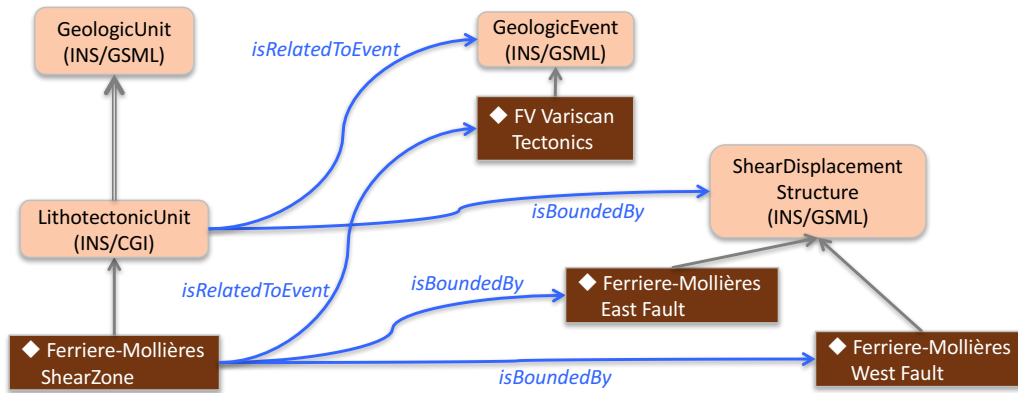 GeologicUnit
(INS/GSML)
isRelatedToEvent
GeologicEvent
(INS/GSML)
◆ FV Variscan
Tectonics
ShearDisplacement
Structure
(INS/GSML)
LithotectonicUnit
(INS/CGI)
isBoundedBy
isRelatedToEvent
isBoundedBy
◆ Ferriere-Mollières
East Fault
◆ Ferriere-Mollières
ShearZone
isBoundedBy
◆ Ferriere-Mollières
West Fault